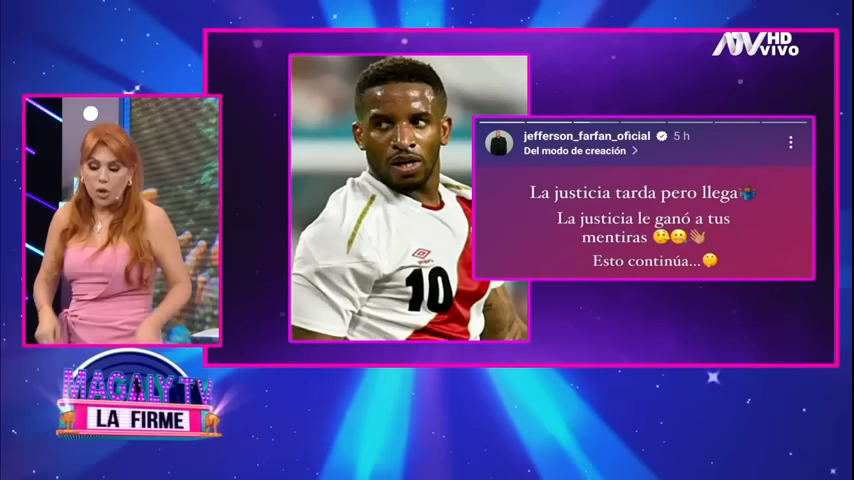 ATV HD
VIVO
jefferson_farfan_oficial 5 h
Del modo de creación >
La justicia tarda pero llega🤷🏾‍♂️
La justicia le ganó a tus
mentiras 🤥🤐👋🏽
Esto continúa...🤫
10
MAGALY TV
LA FIRME